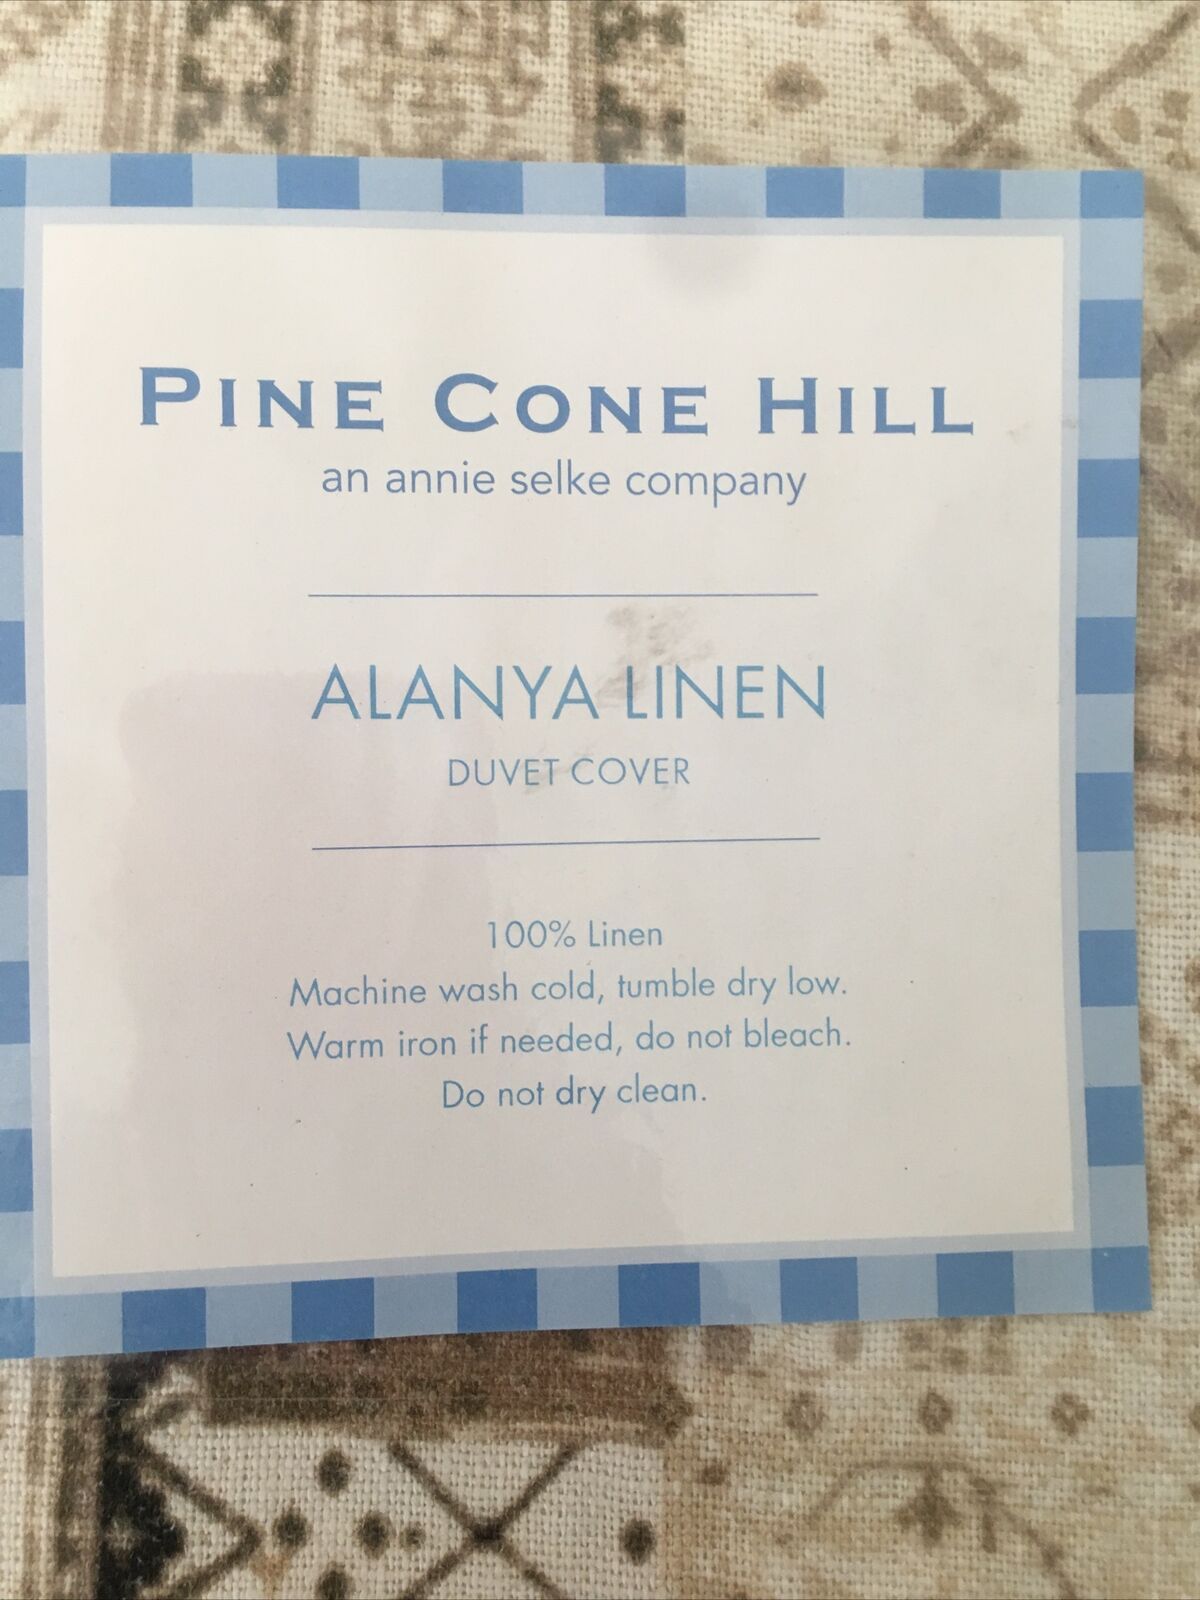 PINE CONE HILL
an annie selke company
ALANYA LINEN
DUVET COVER
100% Linen
Machine wash cold, tumble dry low.
Warm iron if needed, do not bleach.
Do not dry clean.